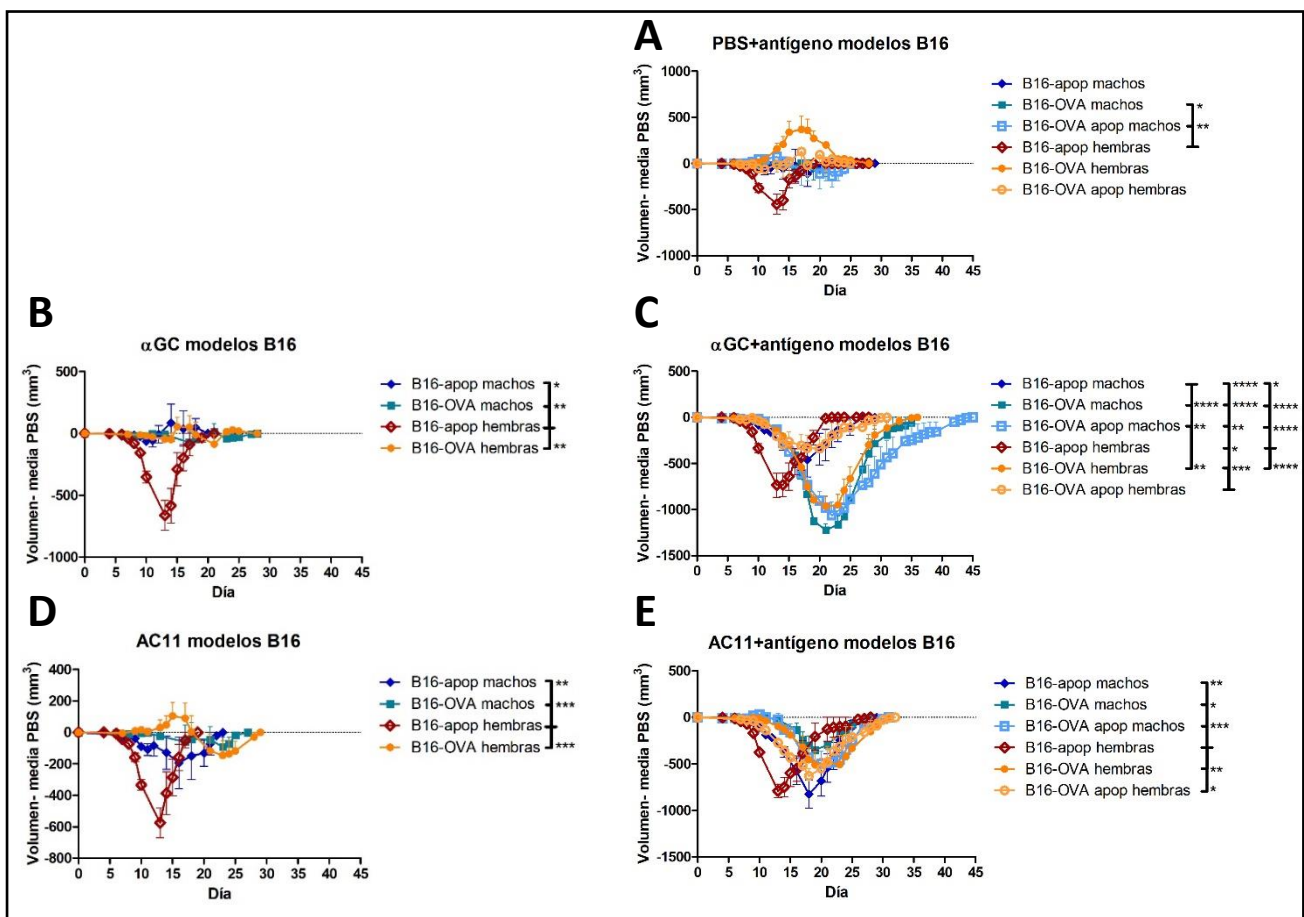 A
PBS+antígeno modelos B16
Volumen- media PBS (mm³)
1000
500
0
-500
-1000
0 5 10 15 20 25 30 35 40 45
Día
B16-apop machos
B16-OVA machos *
B16-OVA apop machos **
B16-apop hembras
B16-OVA hembras
B16-OVA apop hembras
B
αGC modelos B16
Volumen- media PBS (mm³)
500
0
-500
-1000
0 5 10 15 20 25 30 35 40 45
Día
B16-apop machos *
B16-OVA machos **
B16-apop hembras
B16-OVA hembras **
C
αGC+antígeno modelos B16
Volumen- media PBS (mm³)
500
0
-500
-1000
-1500
0 5 10 15 20 25 30 35 40 45
Día
B16-apop machos **** *
B16-OVA machos **** **** ****
B16-OVA apop machos ** ** ****
B16-apop hembras *
B16-OVA hembras ** *** ****
B16-OVA apop hembras
D
AC11 modelos B16
Volumen- media PBS (mm³)
400
200
0
-200
-400
-600
-800
0 5 10 15 20 25 30 35 40 45
Día
B16-apop machos **
B16-OVA machos ***
B16-apop hembras
B16-OVA hembras ***
E
AC11+antígeno modelos B16
Volumen- media PBS (mm³)
500
0
-500
-1000
-1500
0 5 10 15 20 25 30 35 40 45
Día
B16-apop machos **
B16-OVA machos *
B16-OVA apop machos ***
B16-apop hembras
B16-OVA hembras **
B16-OVA apop hembras *